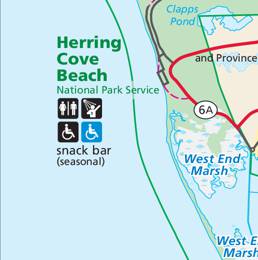 Clapps
Pond
Herring
Cove
Beach
National Park Service
and Province
6A
snack bar
(seasonal)
West End
Marsh
West E
Marsh